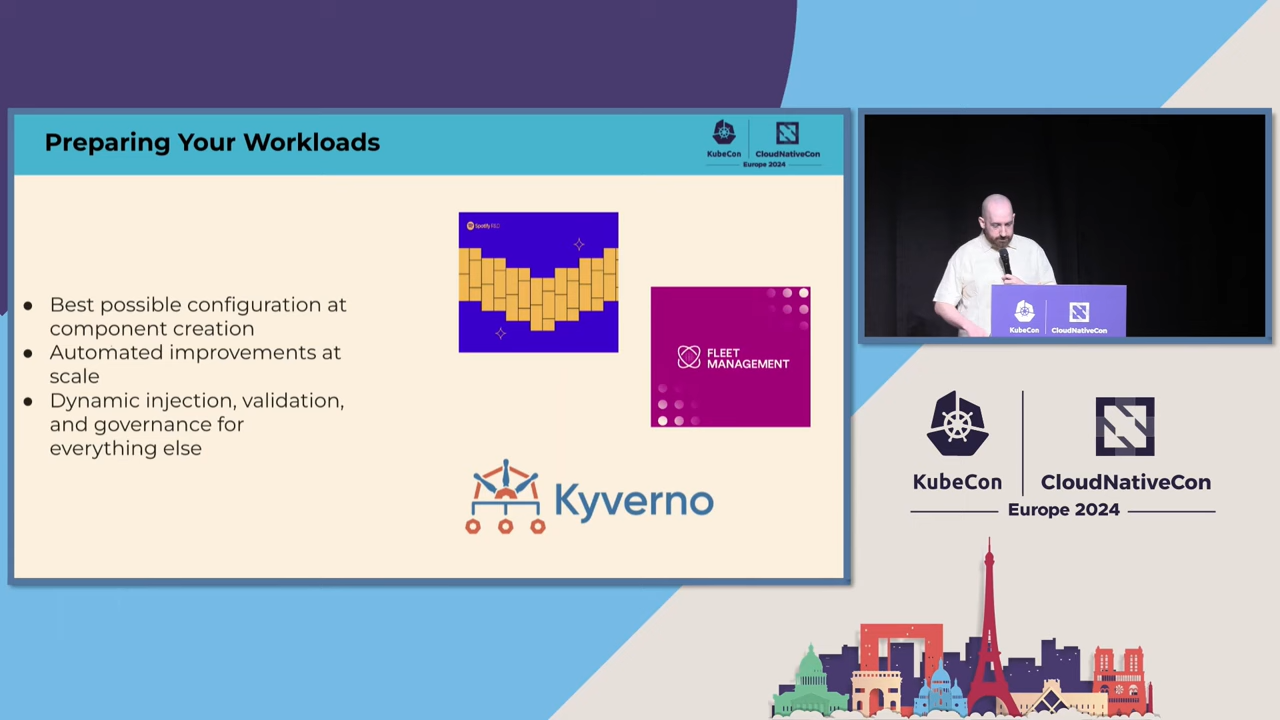 Preparing Your Workloads
KubeCon
CloudNativeCon
Europe 2024
● Best possible configuration at
component creation
● Automated improvements at
scale
● Dynamic injection, validation,
and governance for
everything else
Spotify R&D
FLEET
MANAGEMENT
Kyverno
KubeCon
CloudNativeCon
KubeCon
CloudNativeCon
Europe 2024